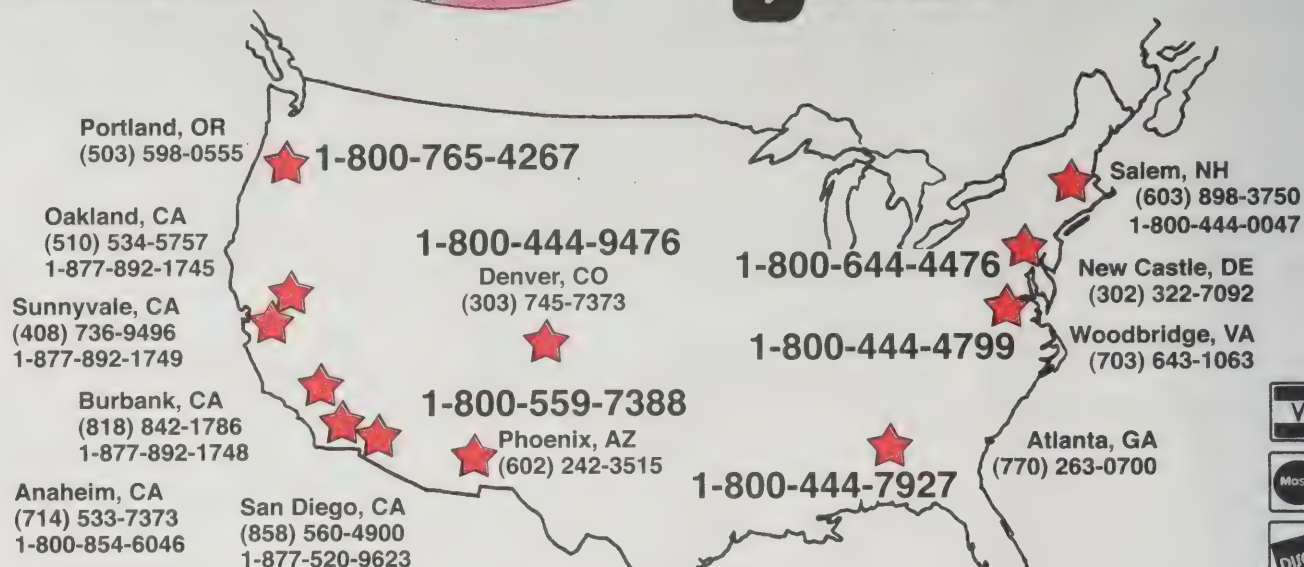 Portland, OR
(503) 598-0555
1-800-765-4267
Oakland, CA
(510) 534-5757
1-877-892-1745
Sunnyvale, CA
(408) 736-9496
1-877-892-1749
Burbank, CA
(818) 842-1786
1-877-892-1748
Anaheim, CA
(714) 533-7373
1-800-854-6046
San Diego, CA
(858) 560-4900
1-877-520-9623
1-800-444-9476
Denver, CO
(303) 745-7373
1-800-559-7388
Phoenix, AZ
(602) 242-3515
1-800-644-4476
1-800-444-4799
1-800-444-7927
Salem, NH
(603) 898-3750
1-800-444-0047
New Castle, DE
(302) 322-7092
Woodbridge, VA
(703) 643-1063
Atlanta, GA
(770) 263-0700